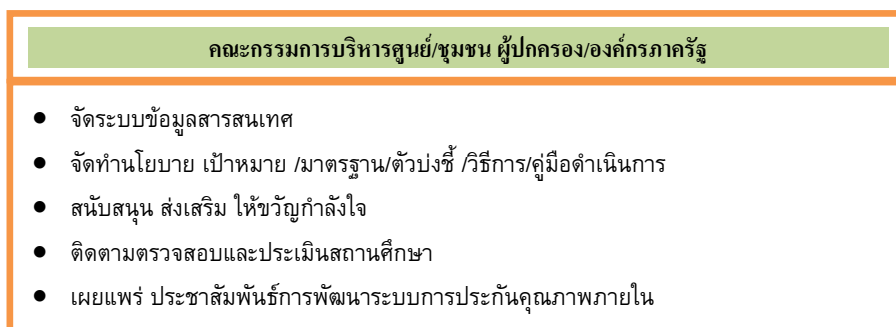 คณะกรรมการบริหารศูนย์/ชุมชน ผู้ปกครอง/องค์กรภาครัฐ
● จัดระบบข้อมูลสารสนเทศ
● จัดทำนโยบาย เป้าหมาย /มาตรฐาน/ตัวบ่งชี้ /วิธีการ/คู่มือดำเนินการ
● สนับสนุน ส่งเสริม ให้ขวัญกำลังใจ
● ติดตามตรวจสอบและประเมินสถานศึกษา
● เผยแพร่ ประชาสัมพันธ์การพัฒนาระบบการประกันคุณภาพภายใน